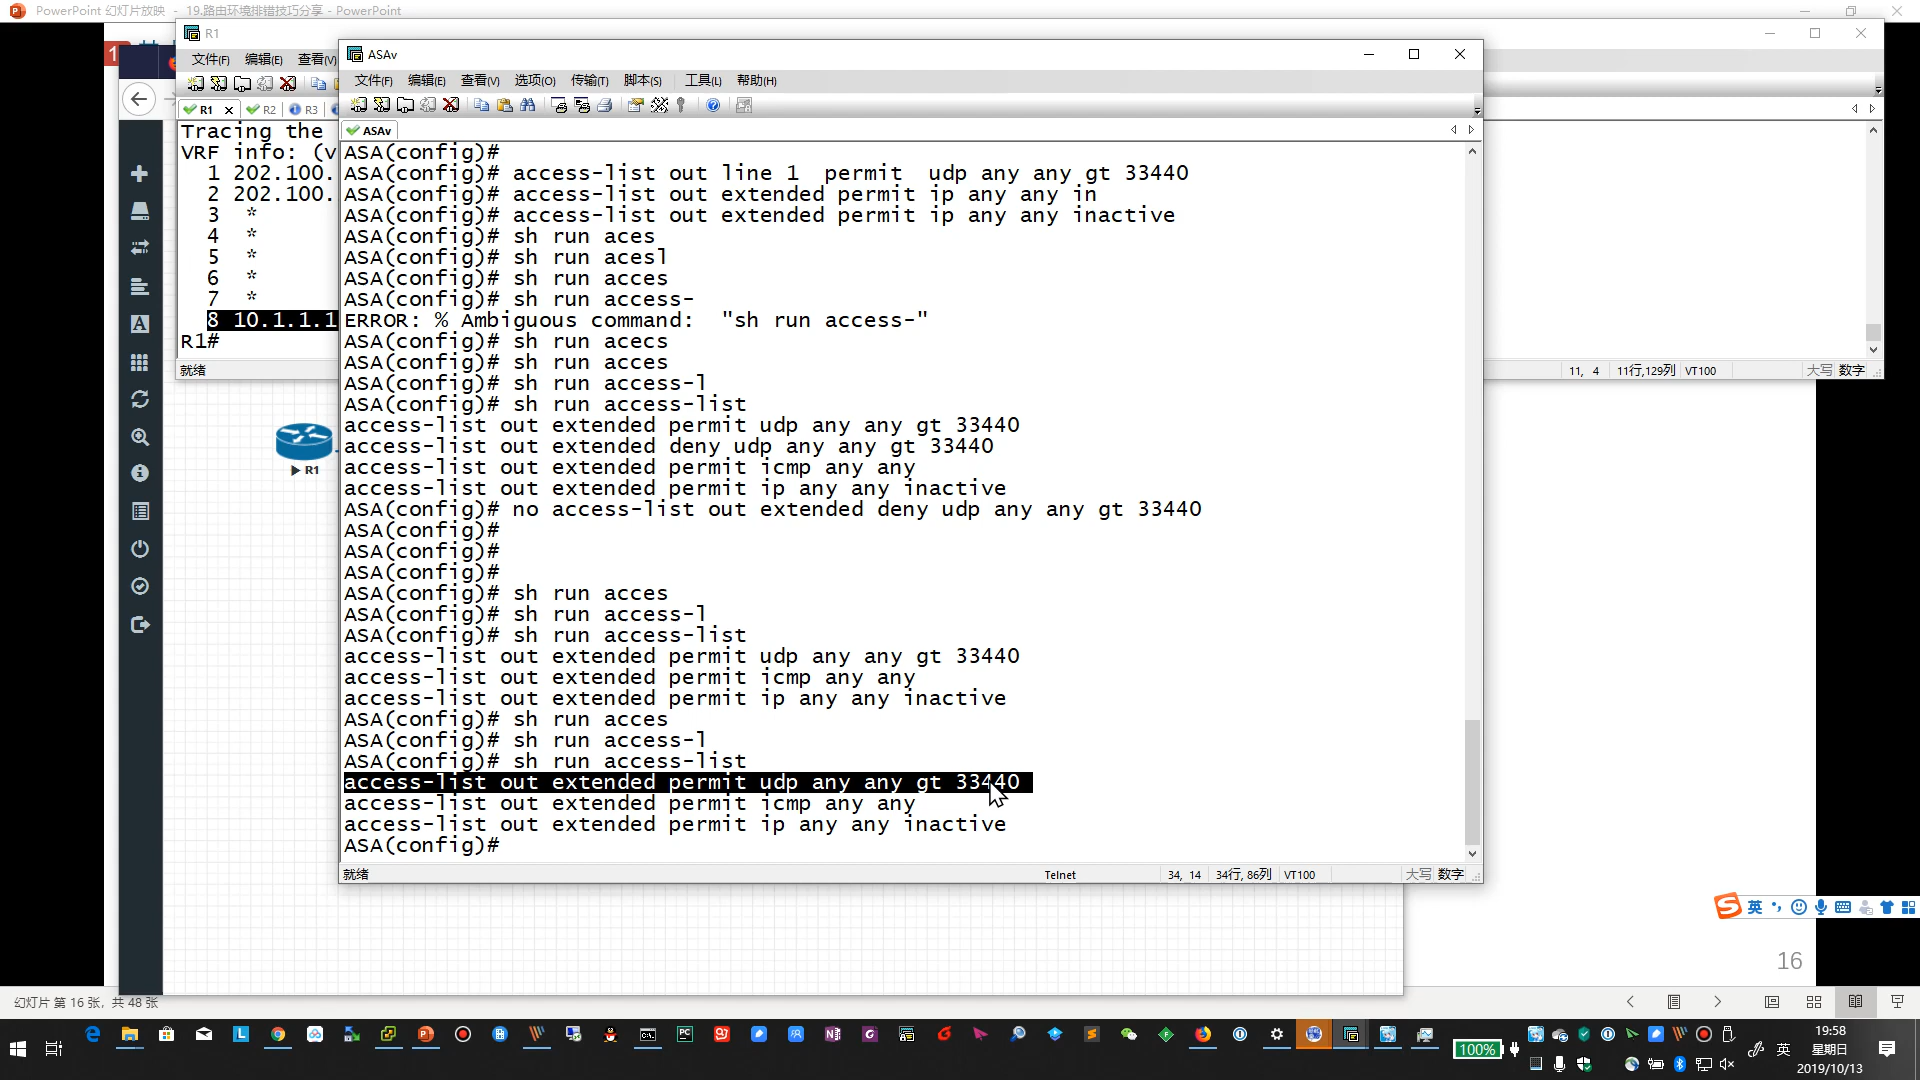 PowerPoint 幻灯片放映 - 19.路由环境排错技巧分享 - PowerPoint
R1
文件(F) 编辑(E) 查看(V)
R1 R2 R3
Tracing the
VRF info: (v
1 202.100.
2 202.100.
3 *
4 *
5 *
6 *
7 *
8 10.1.1.1
R1#
就绪
11, 4 11行,129列 VT100 大写 数字
R1
ASAv
文件(F) 编辑(E) 查看(V) 选项(O) 传输(T) 脚本(S) 工具(L) 帮助(H)
ASAv
ASA(config)#
ASA(config)# access-list out line 1  permit  udp any any gt 33440
ASA(config)# access-list out extended permit ip any any in
ASA(config)# access-list out extended permit ip any any inactive
ASA(config)# sh run aces
ASA(config)# sh run acesl
ASA(config)# sh run acces
ASA(config)# sh run access-
ERROR: % Ambiguous command:  "sh run access-"
ASA(config)# sh run acecs
ASA(config)# sh run acces
ASA(config)# sh run access-l
ASA(config)# sh run access-list
access-list out extended permit udp any any gt 33440
access-list out extended deny udp any any gt 33440
access-list out extended permit icmp any any
access-list out extended permit ip any any inactive
ASA(config)# no access-list out extended deny udp any any gt 33440
ASA(config)#
ASA(config)#
ASA(config)#
ASA(config)# sh run acces
ASA(config)# sh run access-l
ASA(config)# sh run access-list
access-list out extended permit udp any any gt 33440
access-list out extended permit icmp any any
access-list out extended permit ip any any inactive
ASA(config)# sh run acces
ASA(config)# sh run access-l
ASA(config)# sh run access-list
access-list out extended permit udp any any gt 33440
access-list out extended permit icmp any any
access-list out extended permit ip any any inactive
ASA(config)#
就绪 Telnet 34, 14 34行, 86列 VT100 大写 数字
英
16
幻灯片 第 16 张, 共 48 张
100% 英
19:58
星期日
2019/10/13